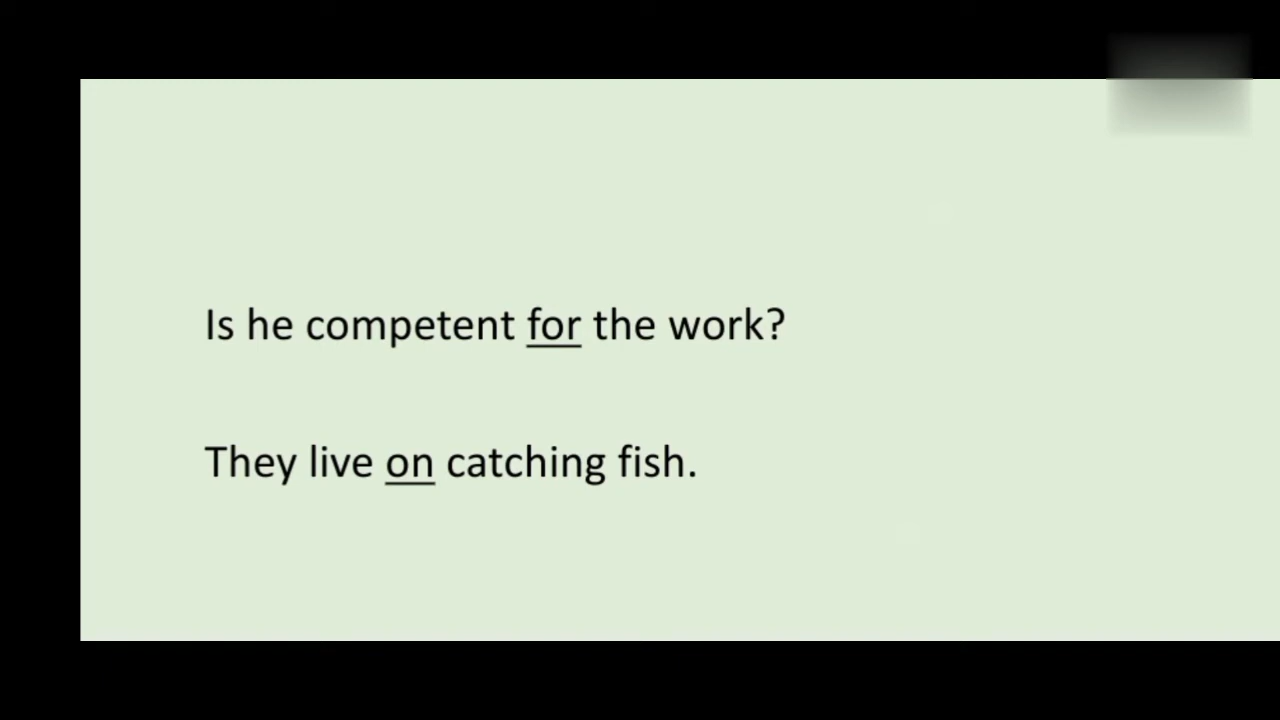 Is he competent for the work?
They live on catching fish.